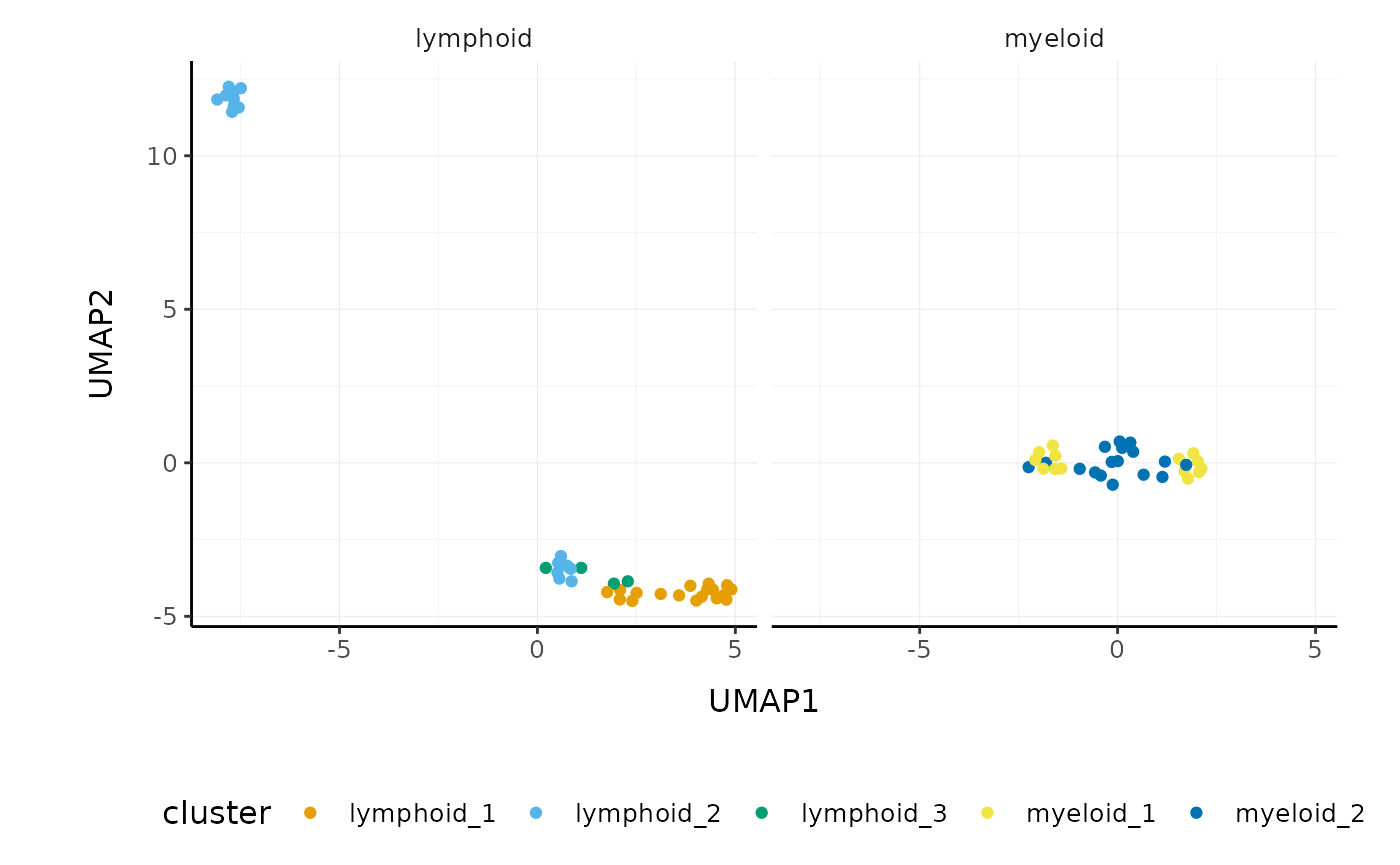 lymphoid myeloid
10
5
0
-5
UMAP2
-5 0 5 -5 0 5
UMAP1
cluster lymphoid_1 lymphoid_2 lymphoid_3 myeloid_1 myeloid_2